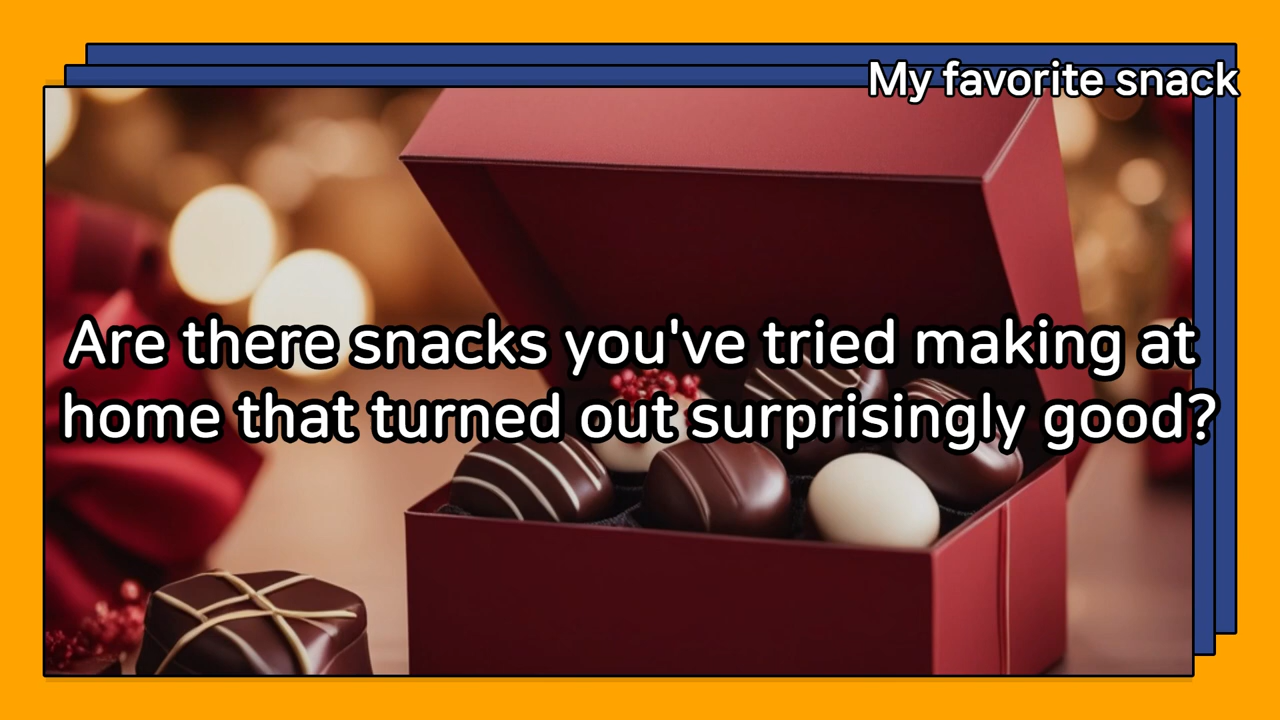 My favorite snack
Are there snacks you've tried making at
home that turned out surprisingly good?